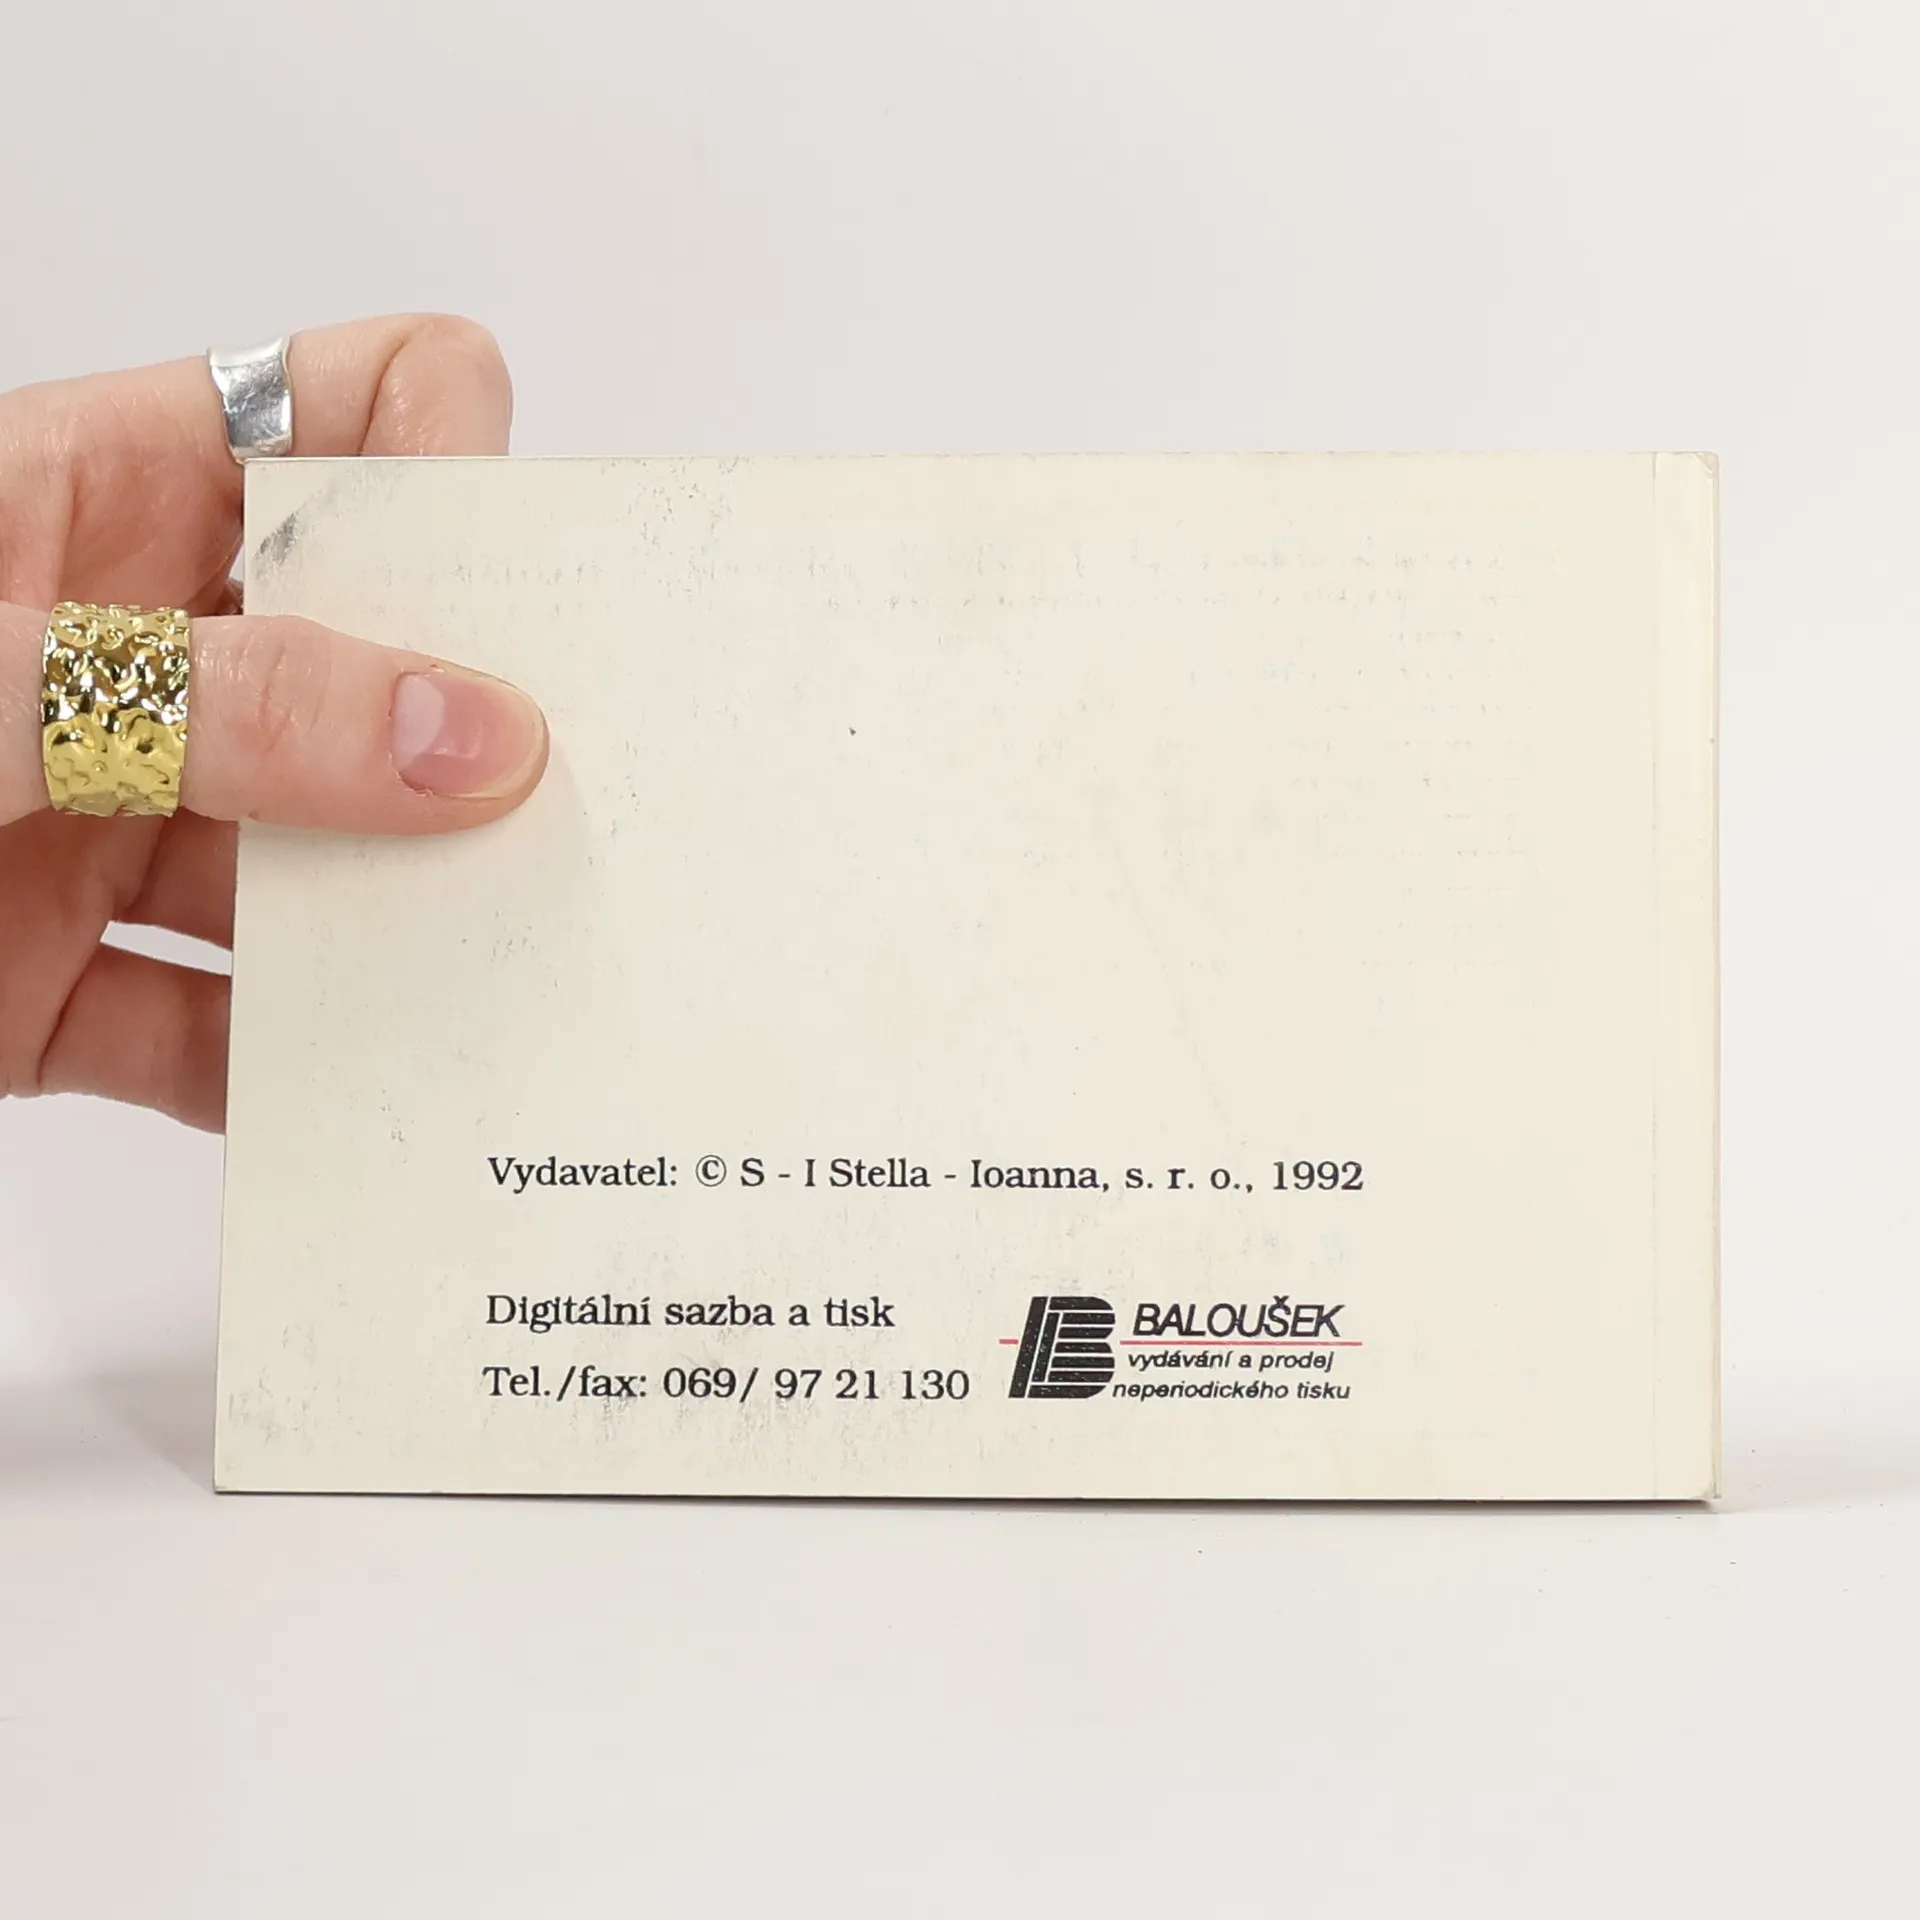 Vydavatel: © S - I Stella - Ioanna, s. r. o., 1992
Digitální sazba a tisk
Tel./fax: 069/ 97 21 130
BALOUŠEK
vydávání a prodej
neperiodického tisku